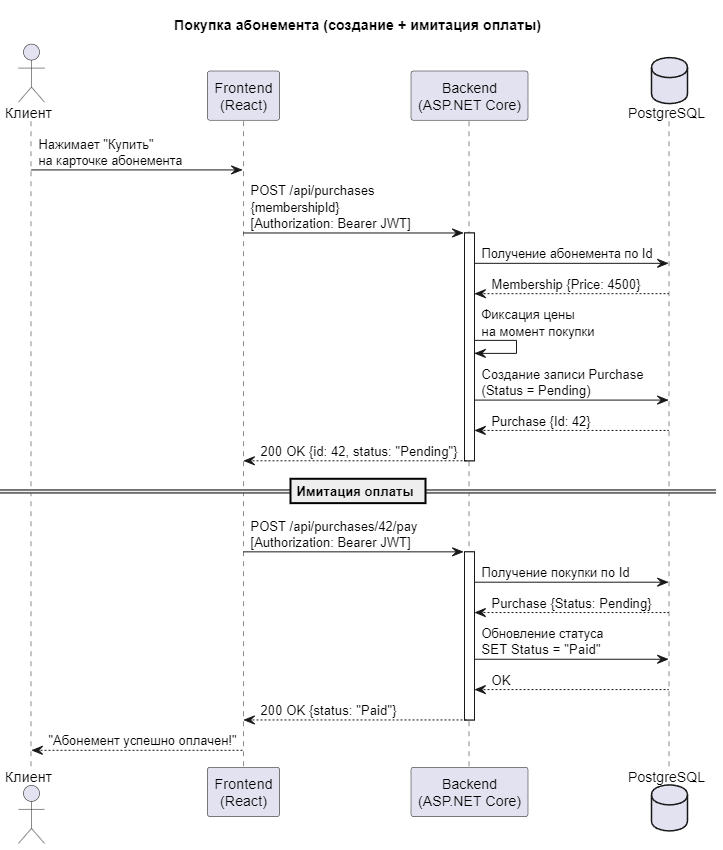 Покупка абонемента (создание + имитация оплаты)
Клиент
Frontend
(React)
Backend
(ASP.NET Core)
PostgreSQL
Нажимает "Купить"
на карточке абонемента
POST /api/purchases
{membershipId}
[Authorization: Bearer JWT]
Получение абонемента по Id
Membership {Price: 4500}
Фиксация цены
на момент покупки
Создание записи Purchase
(Status = Pending)
Purchase {Id: 42}
200 OK {id: 42, status: "Pending"}
Имитация оплаты
POST /api/purchases/42/pay
[Authorization: Bearer JWT]
Получение покупки по Id
Purchase {Status: Pending}
Обновление статуса
SET Status = "Paid"
OK
200 OK {status: "Paid"}
"Абонемент успешно оплачен!"
Клиент
Frontend
(React)
Backend
(ASP.NET Core)
PostgreSQL